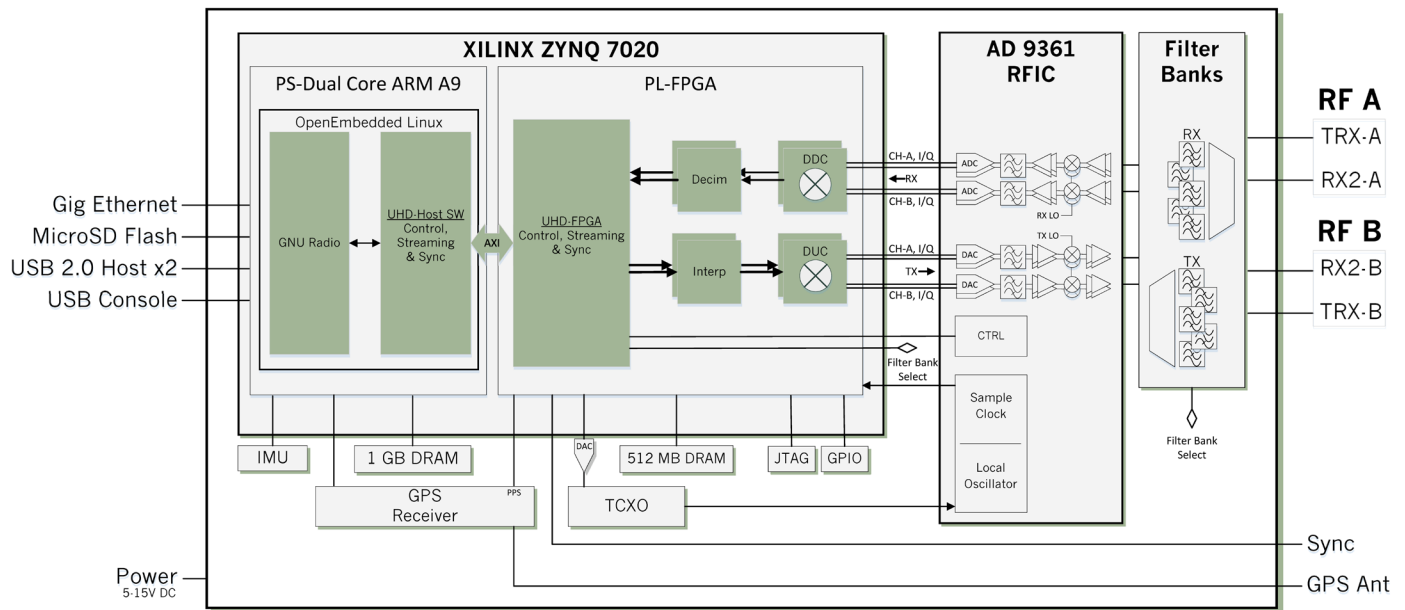 XILINX ZYNQ 7020
PS-Dual Core ARM A9
OpenEmbedded Linux
GNU Radio
UHD-Host SW
Control,
Streaming
& Sync
AXI
PL-FPGA
UHD-FPGA
Control, Streaming
& Sync
Decim
DDC
Interp
DUC
CH-A, I/Q
RX
CH-B, I/Q
CH-A, I/Q
TX
CH-B, I/Q
Filter Bank
Select
AD 9361
RFIC
ADC
ADC
RX LO
TX LO
DAC
DAC
CTRL
Sample
Clock
Local
Oscillator
Filter
Banks
RX
TX
Filter Bank
Select
RF A
TRX-A
RX2-A
RF B
RX2-B
TRX-B
Gig Ethernet
MicroSD Flash
USB 2.0 Host x2
USB Console
IMU
1 GB DRAM
DAC
512 MB DRAM
JTAG
GPIO
GPS
Receiver
PPS
TCXO
Sync
GPS Ant
Power
5-15V DC